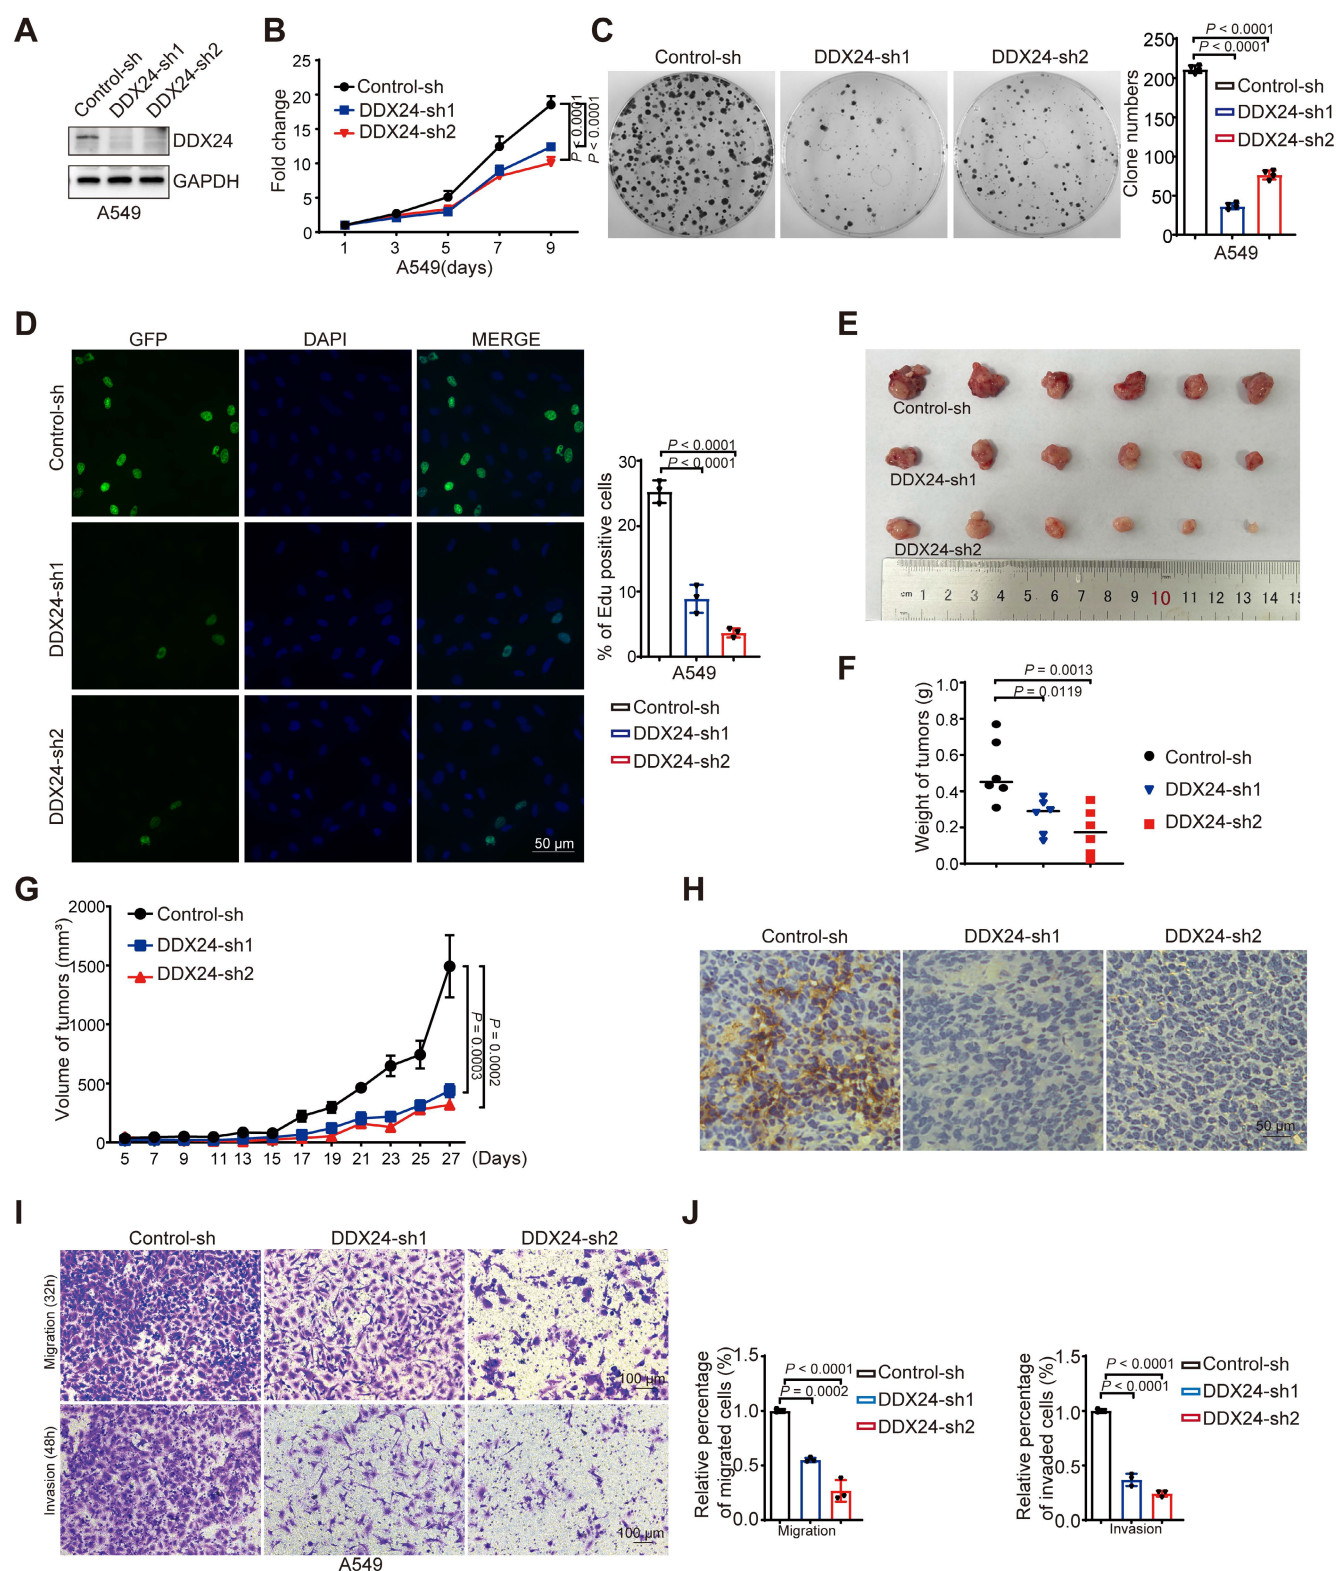 A
Control-sh
DDX24-sh1
DDX24-sh2
DDX24
GAPDH
A549
B
Fold change
25
20
15
10
5
0
Control-sh
DDX24-sh1
DDX24-sh2
P < 0.0001
P < 0.0001
1 3 5 7 9
A549(days)
C
Control-sh DDX24-sh1 DDX24-sh2
Clone numbers
250
200
150
100
50
0
P < 0.0001
P < 0.0001
Control-sh
DDX24-sh1
DDX24-sh2
A549
D
GFP DAPI MERGE
Control-sh
DDX24-sh1
DDX24-sh2
50 µm
% of Edu positive cells
30
20
10
0
P < 0.0001
P < 0.0001
A549
Control-sh
DDX24-sh1
DDX24-sh2
E
Control-sh
DDX24-sh1
DDX24-sh2
cm 1 2 3 4 5 6 7 8 9 10 11 12 13 14 15
F
Weight of tumors (g)
1.0
0.8
0.6
0.4
0.2
0.0
P = 0.0013
P = 0.0119
Control-sh
DDX24-sh1
DDX24-sh2
G
Volume of tumors (mm³)
2000
1500
1000
500
0
Control-sh
DDX24-sh1
DDX24-sh2
P = 0.0003
P = 0.0002
5 7 9 11 13 15 17 19 21 23 25 27 (Days)
H
Control-sh DDX24-sh1 DDX24-sh2
50 µm
I
Control-sh DDX24-sh1 DDX24-sh2
Migration (32h)
100 µm
Invasion (48h)
100 µm
A549
J
Relative percentage
of migrated cells (%)
1.5
1.0
0.5
0.0
P < 0.0001
P = 0.0002
Control-sh
DDX24-sh1
DDX24-sh2
Migration
Relative percentage
of invaded cells (%)
1.5
1.0
0.5
0.0
P < 0.0001
P < 0.0001
Control-sh
DDX24-sh1
DDX24-sh2
Invasion